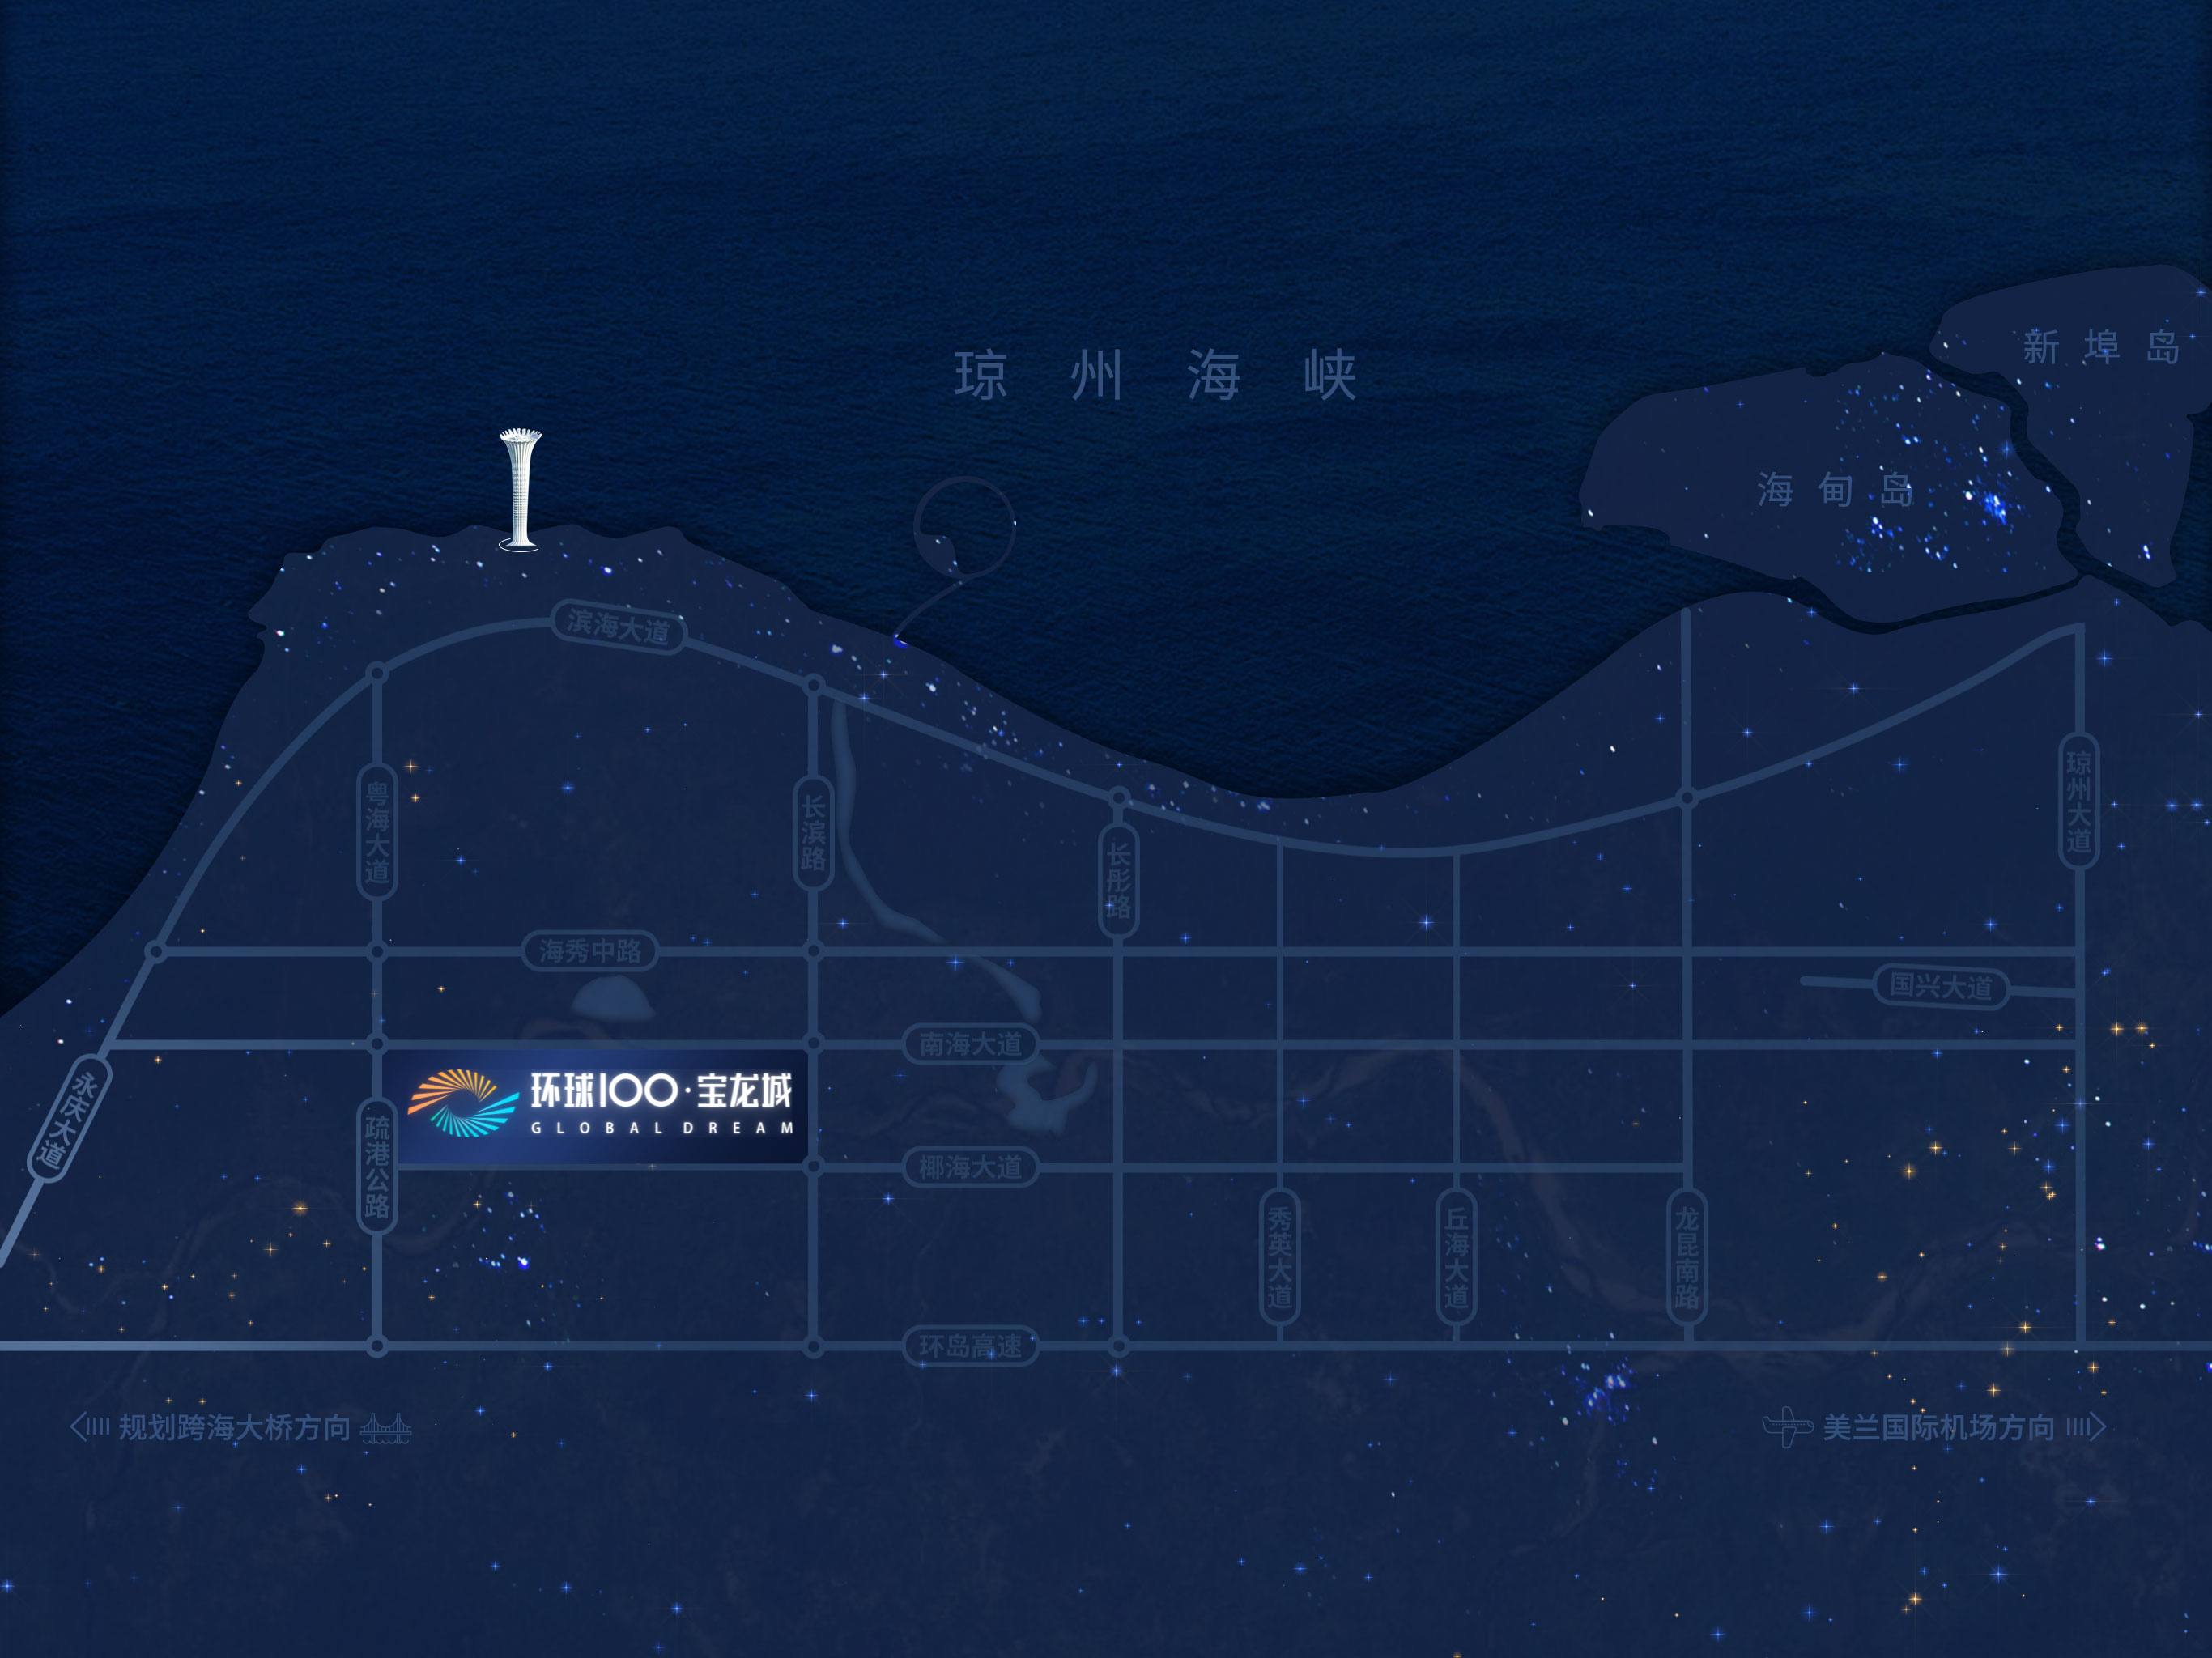 新埠岛
琼州海峡
海甸岛
滨海大道
粤海大道
长滨路
长彤路
琼州大道
海秀中路
国兴大道
南海大道
永庆大道
疏港公路
环球100·宝龙城
GLOBAL DREAM
椰海大道
秀英大道
丘海大道
龙昆南路
环岛高速
规划跨海大桥方向
美兰国际机场方向